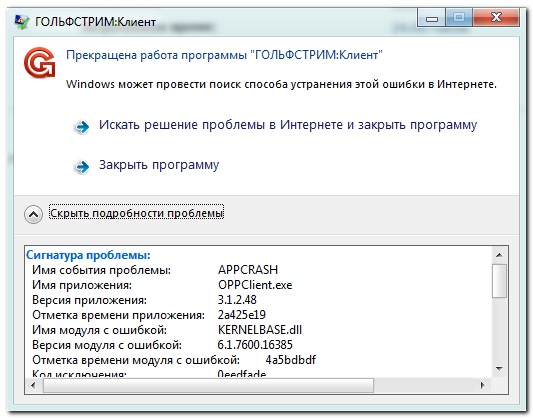 ГОЛЬФСТРИМ:Клиент
Прекращена работа программы "ГОЛЬФСТРИМ:Клиент"
Windows может провести поиск способа устранения этой ошибки в Интернете.
Искать решение проблемы в Интернете и закрыть программу
Закрыть программу
Скрыть подробности проблемы
Сигнатура проблемы:
Имя события проблемы: APPCRASH
Имя приложения: OPPClient.exe
Версия приложения: 3.1.2.48
Отметка времени приложения: 2a425e19
Имя модуля с ошибкой: KERNELBASE.dll
Версия модуля с ошибкой: 6.1.7600.16385
Отметка времени модуля с ошибкой: 4a5bdbdf
Код исключения: 0eedfade